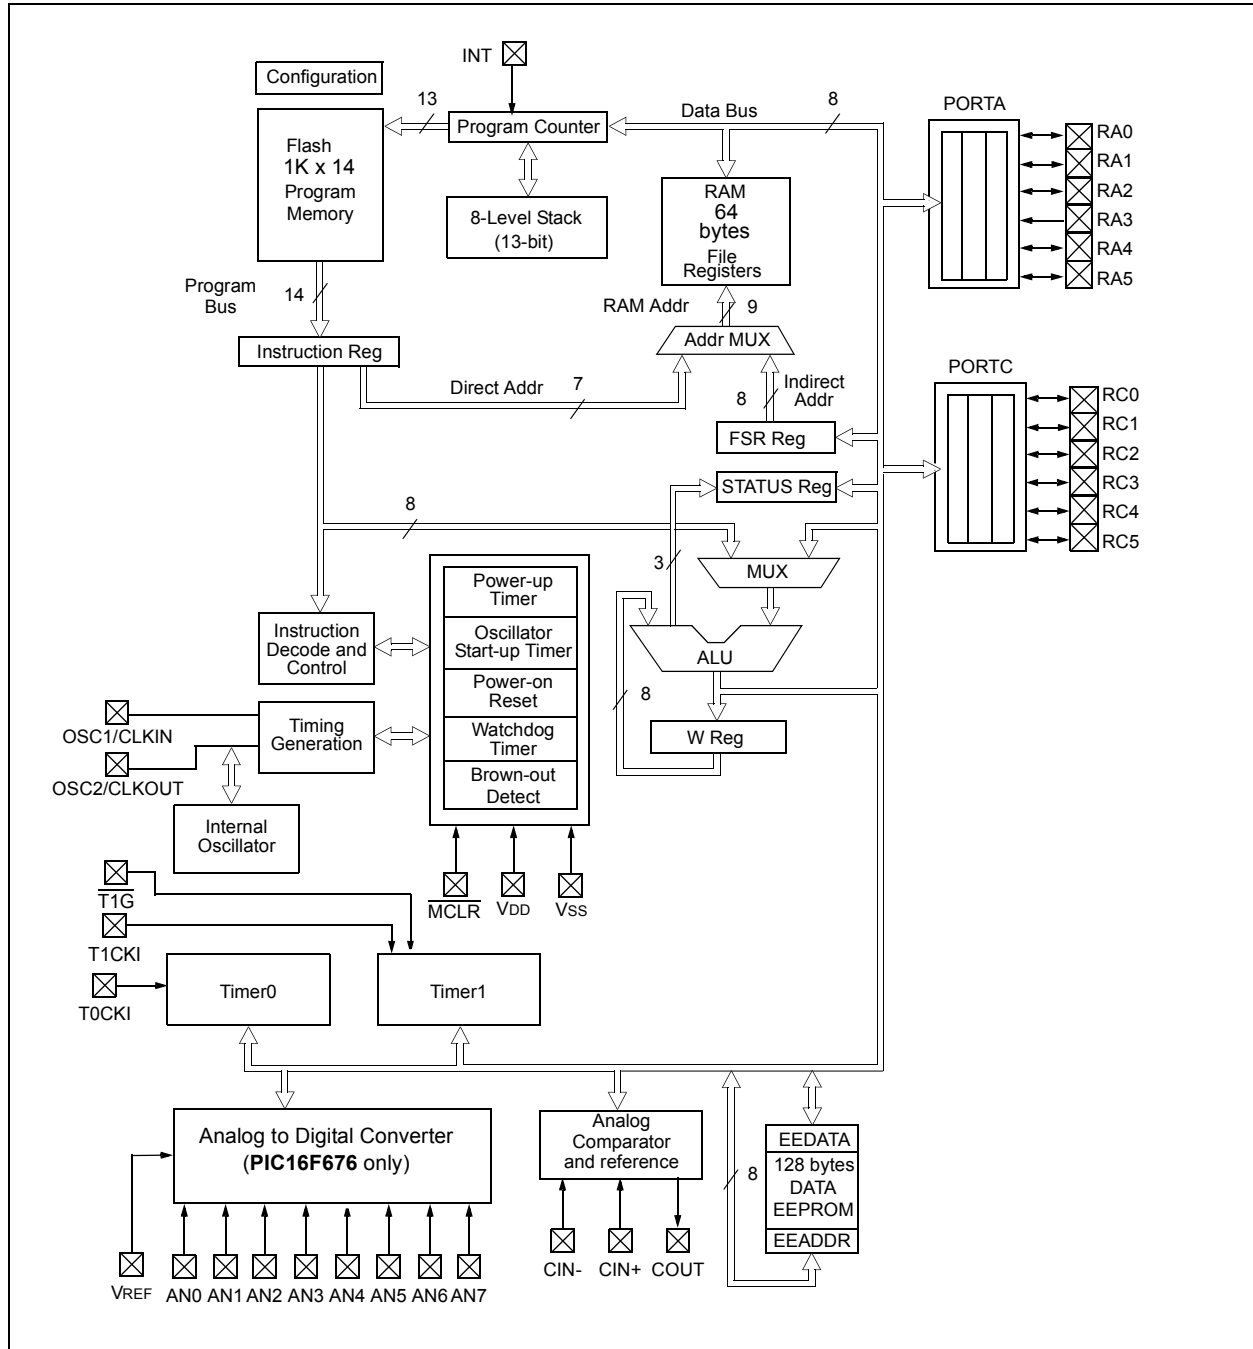 INT
Configuration
13
Program Counter
Data Bus
8
PORTA
Flash
1K x 14
Program
Memory
8-Level Stack
(13-bit)
RAM
64
bytes
File
Registers
RA0
RA1
RA2
RA3
RA4
RA5
Program
Bus
14
RAM Addr
9
Addr MUX
Instruction Reg
Direct Addr
7
8
Indirect
Addr
FSR Reg
STATUS Reg
PORTC
RC0
RC1
RC2
RC3
RC4
RC5
8
3
MUX
Power-up
Timer
Oscillator
Start-up Timer
Power-on
Reset
Watchdog
Timer
Brown-out
Detect
Instruction
Decode and
Control
ALU
8
W Reg
OSC1/CLKIN
Timing
Generation
OSC2/CLKOUT
Internal
Oscillator
T1G
MCLR
VDD
VSS
T1CKI
T0CKI
Timer0
Timer1
Analog to Digital Converter
(PIC16F676 only)
Analog
Comparator
and reference
EEDATA
8
128 bytes
DATA
EEPROM
EEADDR
VREF
AN0
AN1
AN2
AN3
AN4
AN5
AN6
AN7
CIN-
CIN+
COUT